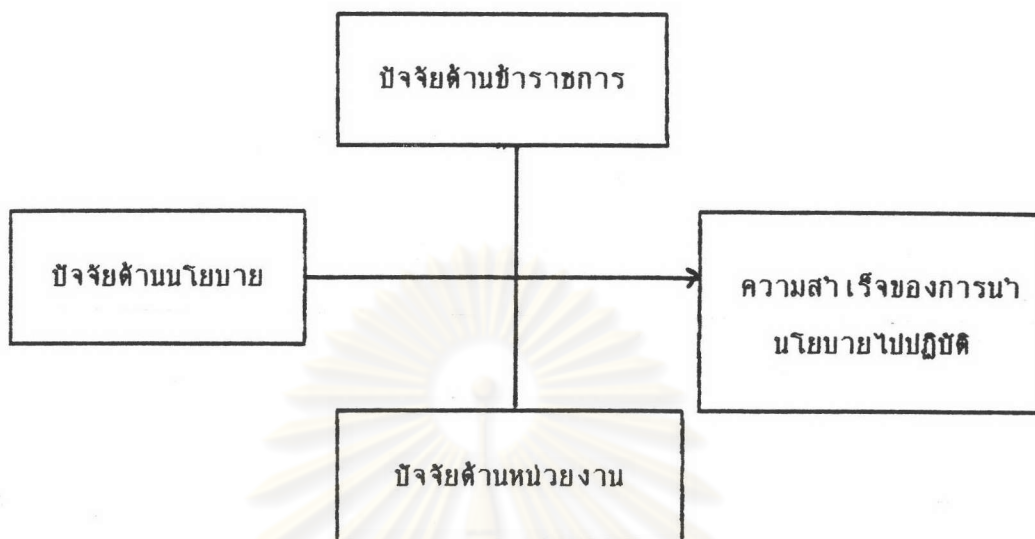 ปัจจัยด้านข้าราชการ
ปัจจัยด้านนโยบาย
ความสำเร็จของการนำ
นโยบายไปปฏิบัติ
ปัจจัยด้านหน่วยงาน